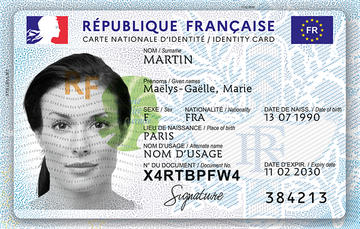 RÉPUBLIQUE FRANÇAISE
FR
CARTE NATIONALE D'IDENTITÉ / IDENTITY CARD
NOM / Surname
MARTIN
Prénoms / Given names
Maëlys-Gaëlle, Marie
SEXE / Sex NATIONALITÉ / Nationality DATE DE NAISS. / Date of birth
F FRA 13 07 1990
LIEU DE NAISSANCE / Place of birth
PARIS
NOM D'USAGE / Alternate name
NOM D'USAGE
N° DU DOCUMENT / Document No. DATE D'EXPIR. / Expiry date
X4RTBPFW4 11 02 2030
Signature
384213
RF